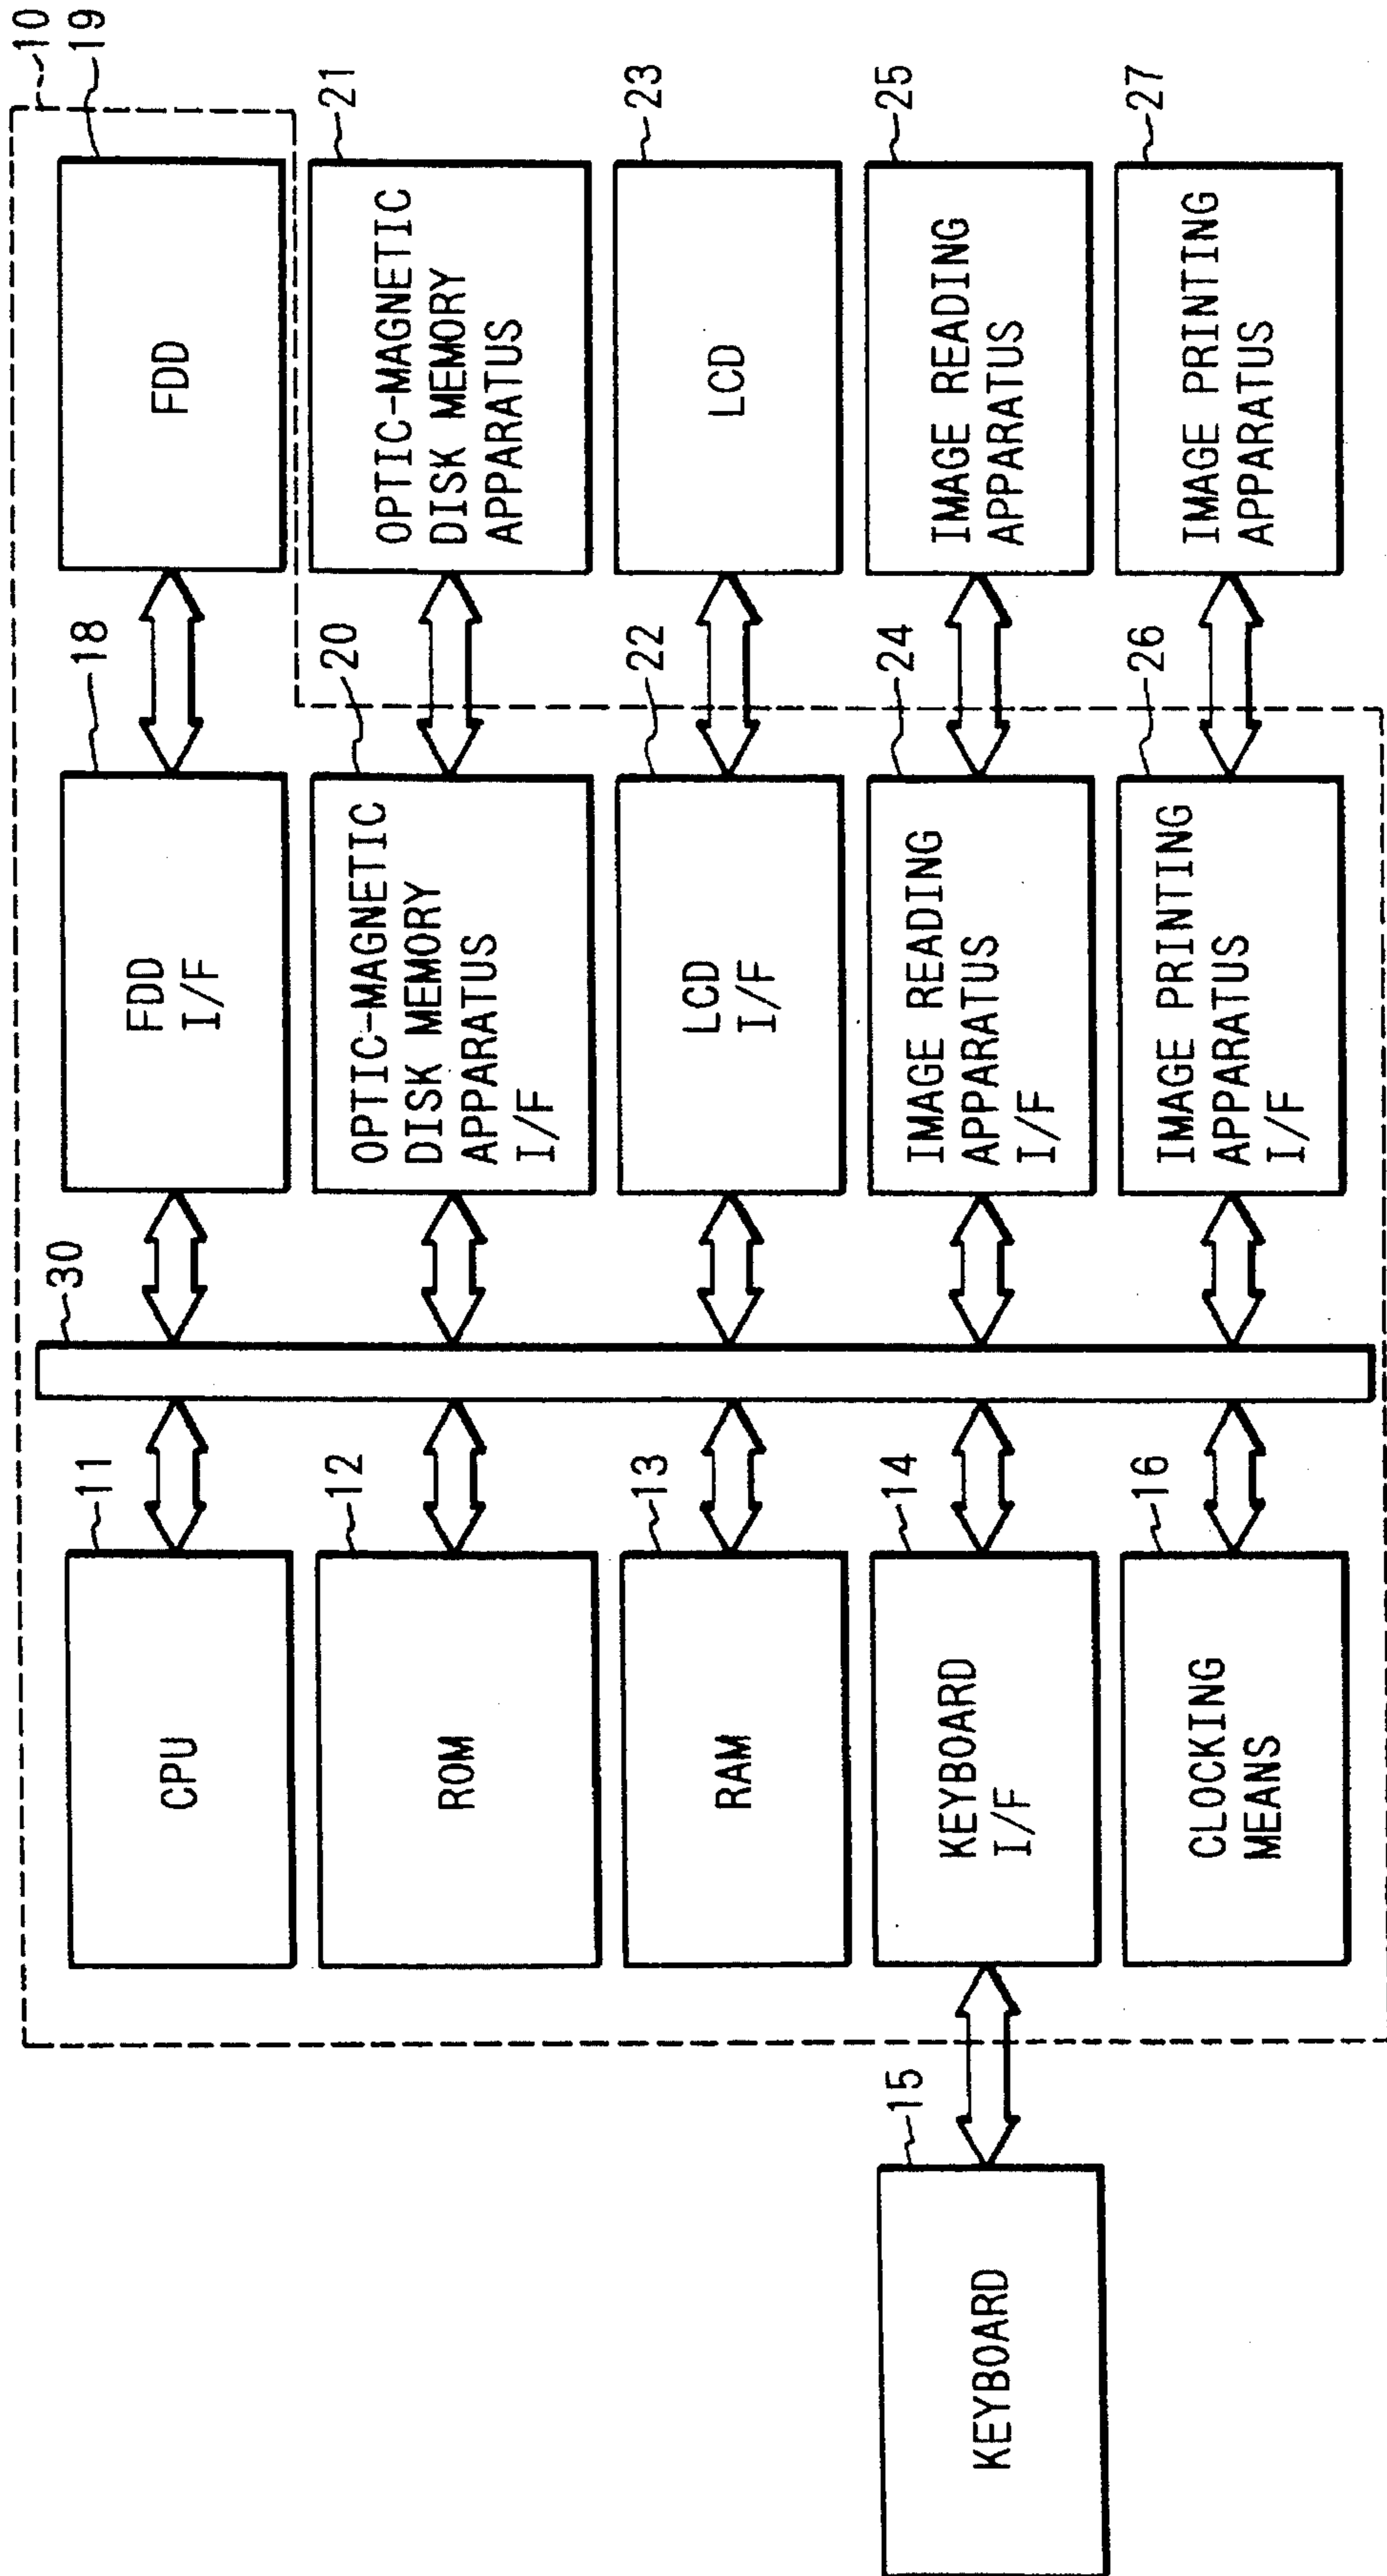 10
19
FDD
18
FDD
I/F
30
11
CPU
21
OPTIC-MAGNETIC
DISK MEMORY
APPARATUS
20
OPTIC-MAGNETIC
DISK MEMORY
APPARATUS
I/F
12
ROM
23
LCD
22
LCD
I/F
13
RAM
25
IMAGE READING
APPARATUS
24
IMAGE READING
APPARATUS
I/F
14
KEYBOARD
I/F
15
KEYBOARD
27
IMAGE PRINTING
APPARATUS
26
IMAGE PRINTING
APPARATUS
I/F
16
CLOCKING
MEANS